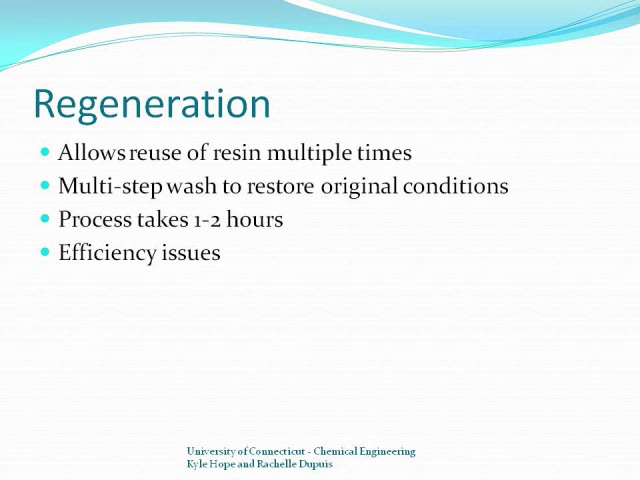 Regeneration
Allows reuse of resin multiple times
Multi-step wash to restore original conditions
Process takes 1-2 hours
Efficiency issues
University of Connecticut - Chemical Engineering
Kyle Hope and Rachelle Dupuis